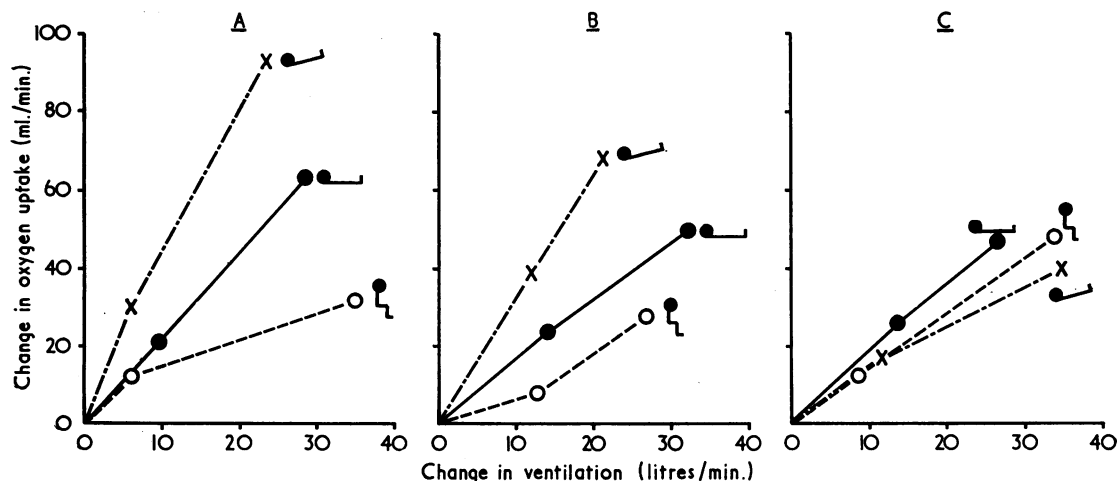 A B C
Change in oxygen uptake (ml./min.)
100
80
60
40
20
0
0 10 20 30 40
0 10 20 30 40
0 10 20 30 40
Change in ventilation (litres/min.)